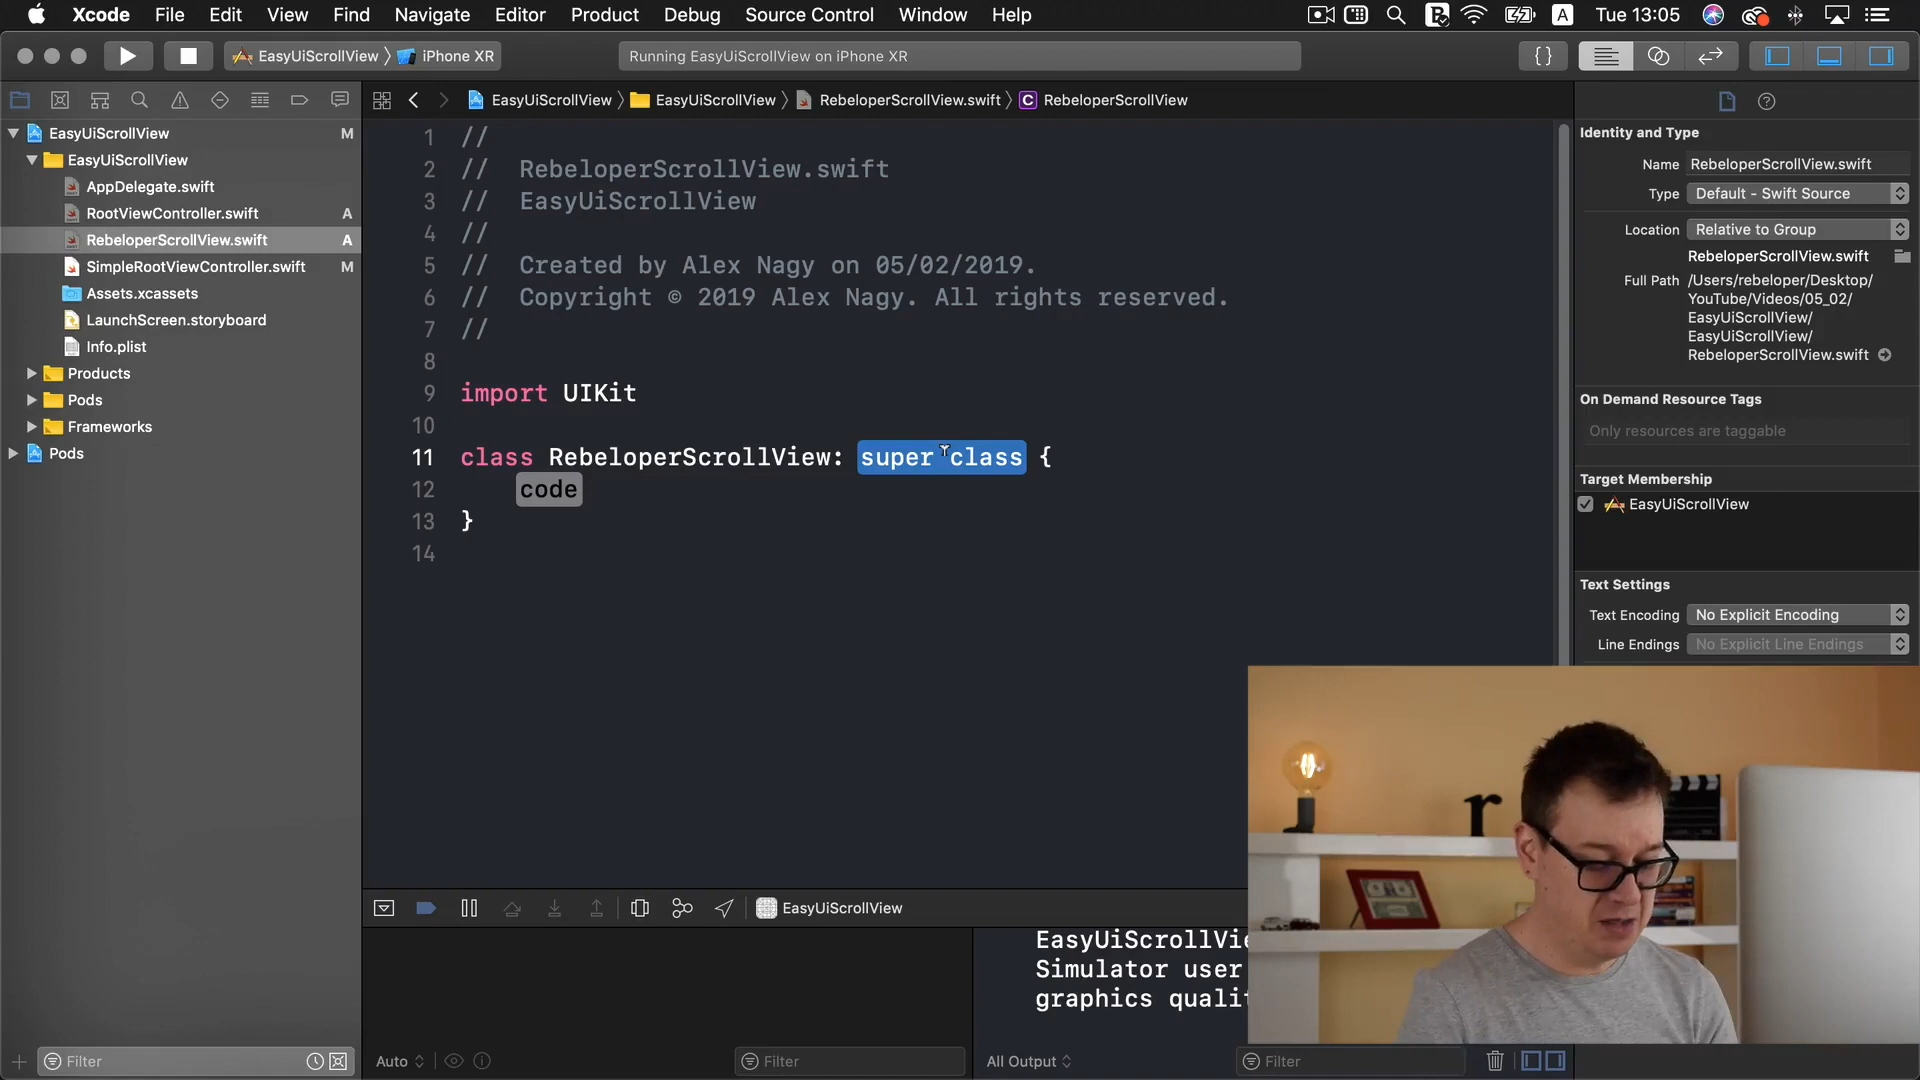 Xcode File Edit View Find Navigate Editor Product Debug Source Control Window Help A Tue 13:05
EasyUiScrollView iPhone XR
Running EasyUiScrollView on iPhone XR
{}
EasyUiScrollView EasyUiScrollView RebeloperScrollView.swift C RebeloperScrollView
EasyUiScrollView M
EasyUiScrollView
AppDelegate.swift
RootViewController.swift A
RebeloperScrollView.swift A
SimpleRootViewController.swift M
Assets.xcassets
LaunchScreen.storyboard
Info.plist
Products
Pods
Frameworks
Pods
1 //
2 // RebeloperScrollView.swift
3 // EasyUiScrollView
4 //
5 // Created by Alex Nagy on 05/02/2019.
6 // Copyright © 2019 Alex Nagy. All rights reserved.
7 //
8
9 import UIKit
10
11 class RebeloperScrollView: super class {
12 code
13 }
14
Identity and Type
Name RebeloperScrollView.swift
Type Default - Swift Source
Location Relative to Group
RebeloperScrollView.swift
Full Path /Users/rebeloper/Desktop/
YouTube/Videos/05_02/
EasyUiScrollView/
EasyUiScrollView/
RebeloperScrollView.swift
On Demand Resource Tags
Only resources are taggable
Target Membership
EasyUiScrollView
Text Settings
Text Encoding No Explicit Encoding
Line Endings No Explicit Line Endings
r
EasyUiScrollView
EasyUiScrollVie
Simulator user
graphics quali
Filter
Auto
Filter
All Output
Filter